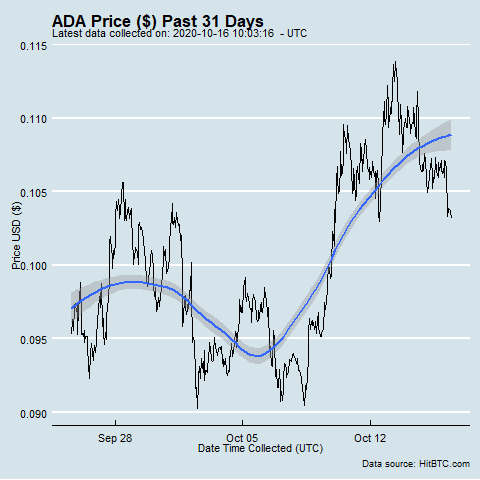 ADA Price ($) Past 31 Days
Latest data collected on: 2020-10-16 10:03:16 - UTC
0.115
0.110
0.105
0.100
0.095
0.090
Price USD ($)
Sep 28
Oct 05
Oct 12
Date Time Collected (UTC)
Data source: HitBTC.com